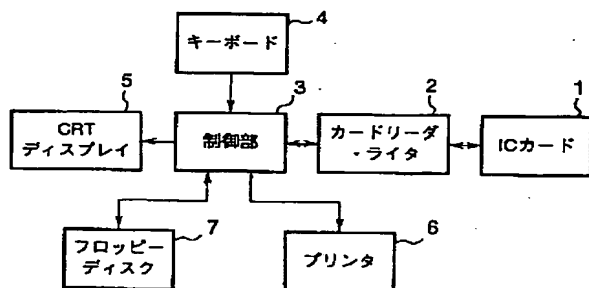 4
キーボード
5
3
2
1
CRT
ディスプレイ
制御部
カードリーダ
・ライタ
ICカード
7
6
フロッピー
ディスク
プリンタ